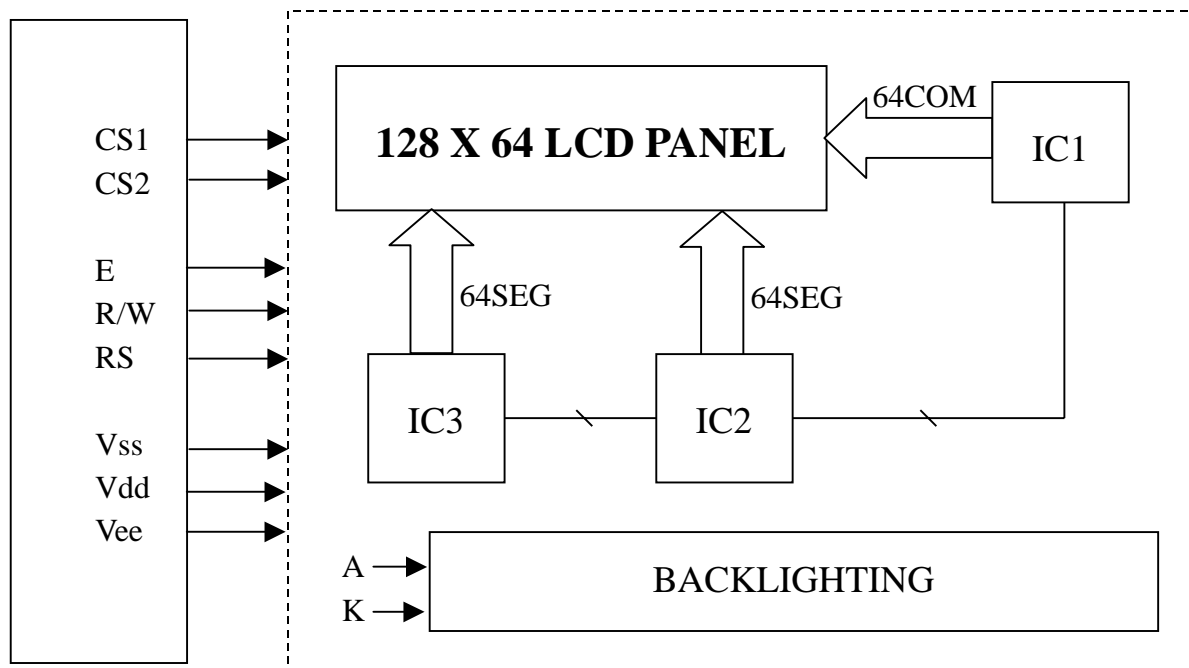 CS1
CS2
E
R/W
RS
Vss
Vdd
Vee
128 X 64 LCD PANEL
64COM
IC1
64SEG
64SEG
IC3
IC2
A
K
BACKLIGHTING